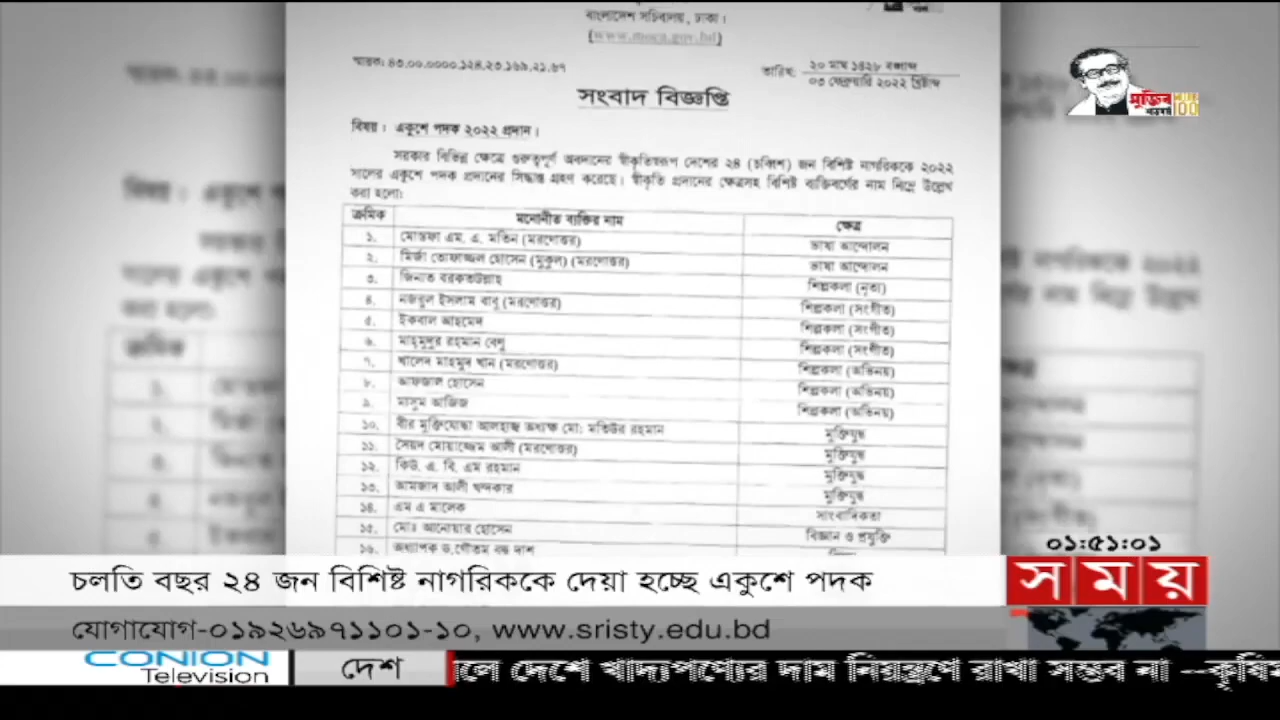 বাংলাদেশ সচিবালয়, ঢাকা।
(www.moca.gov.bd)
স্মারক: ৪৩.০০.০০০০.১২৪.২৩.১৬৯.২১.৬৭
তারিখ: ২০ মাঘ ১৪২৮ বঙ্গাব্দ
০৩ ফেব্রুয়ারি ২০২২ খ্রিষ্টাব্দ
সংবাদ বিজ্ঞপ্তি
বিষয় : একুশে পদক ২০২২ প্রদান।
সরকার বিভিন্ন ক্ষেত্রে গুরুত্বপূর্ণ অবদানের স্বীকৃতিস্বরূপ দেশের ২৪ (চব্বিশ) জন বিশিষ্ট নাগরিককে ২০২২
সালের একুশে পদক প্রদানের সিদ্ধান্ত গ্রহণ করেছে। স্বীকৃতি প্রদানের ক্ষেত্রসহ বিশিষ্ট ব্যক্তিবর্গের নাম নিম্নে উল্লেখ
করা হলো:
ক্রমিক মনোনীত ব্যক্তির নাম ক্ষেত্র
১. মোস্তফা এম. এ. মতিন (মরণোত্তর) ভাষা আন্দোলন
২. মির্জা তোফাজ্জল হোসেন (মুকুল) (মরণোত্তর) ভাষা আন্দোলন
৩. জিনাত বরকতউল্লাহ শিল্পকলা (নৃত্য)
৪. নজরুল ইসলাম বাবু (মরণোত্তর) শিল্পকলা (সংগীত)
৫. ইকবাল আহমেদ শিল্পকলা (সংগীত)
৬. মাহমুদুর রহমান বেণু শিল্পকলা (সংগীত)
৭. খালেদ মাহমুদ খান (মরণোত্তর) শিল্পকলা (অভিনয়)
৮. আফজাল হোসেন শিল্পকলা (অভিনয়)
৯. মাসুম আজিজ শিল্পকলা (অভিনয়)
১০. বীর মুক্তিযোদ্ধা আলহাজ্ব অধ্যক্ষ মো: মতিউর রহমান মুক্তিযুদ্ধ
১১. সৈয়দ মোয়াজ্জেম আলী (মরণোত্তর) মুক্তিযুদ্ধ
১২. কিউ. এ. বি. এম রহমান মুক্তিযুদ্ধ
১৩. আমজাদ আলী খন্দকার মুক্তিযুদ্ধ
১৪. এম এ মালেক সাংবাদিকতা
১৫. মোঃ আনোয়ার হোসেন বিজ্ঞান ও প্রযুক্তি
১৬. অধ্যাপক ড.গৌতম বুদ্ধ দাশ
মুজিব
100
০১:৫১:০১
চলতি বছর ২৪ জন বিশিষ্ট নাগরিককে দেয়া হচ্ছে একুশে পদক
সময়
যোগাযোগ-০১৯২৬৯৭১১০১-১০, www.sristy.edu.bd
CONION
Television
দেশ
লে দেশে খাদ্যপণ্যের দাম নিয়ন্ত্রণে রাখা সম্ভব না --কৃষি